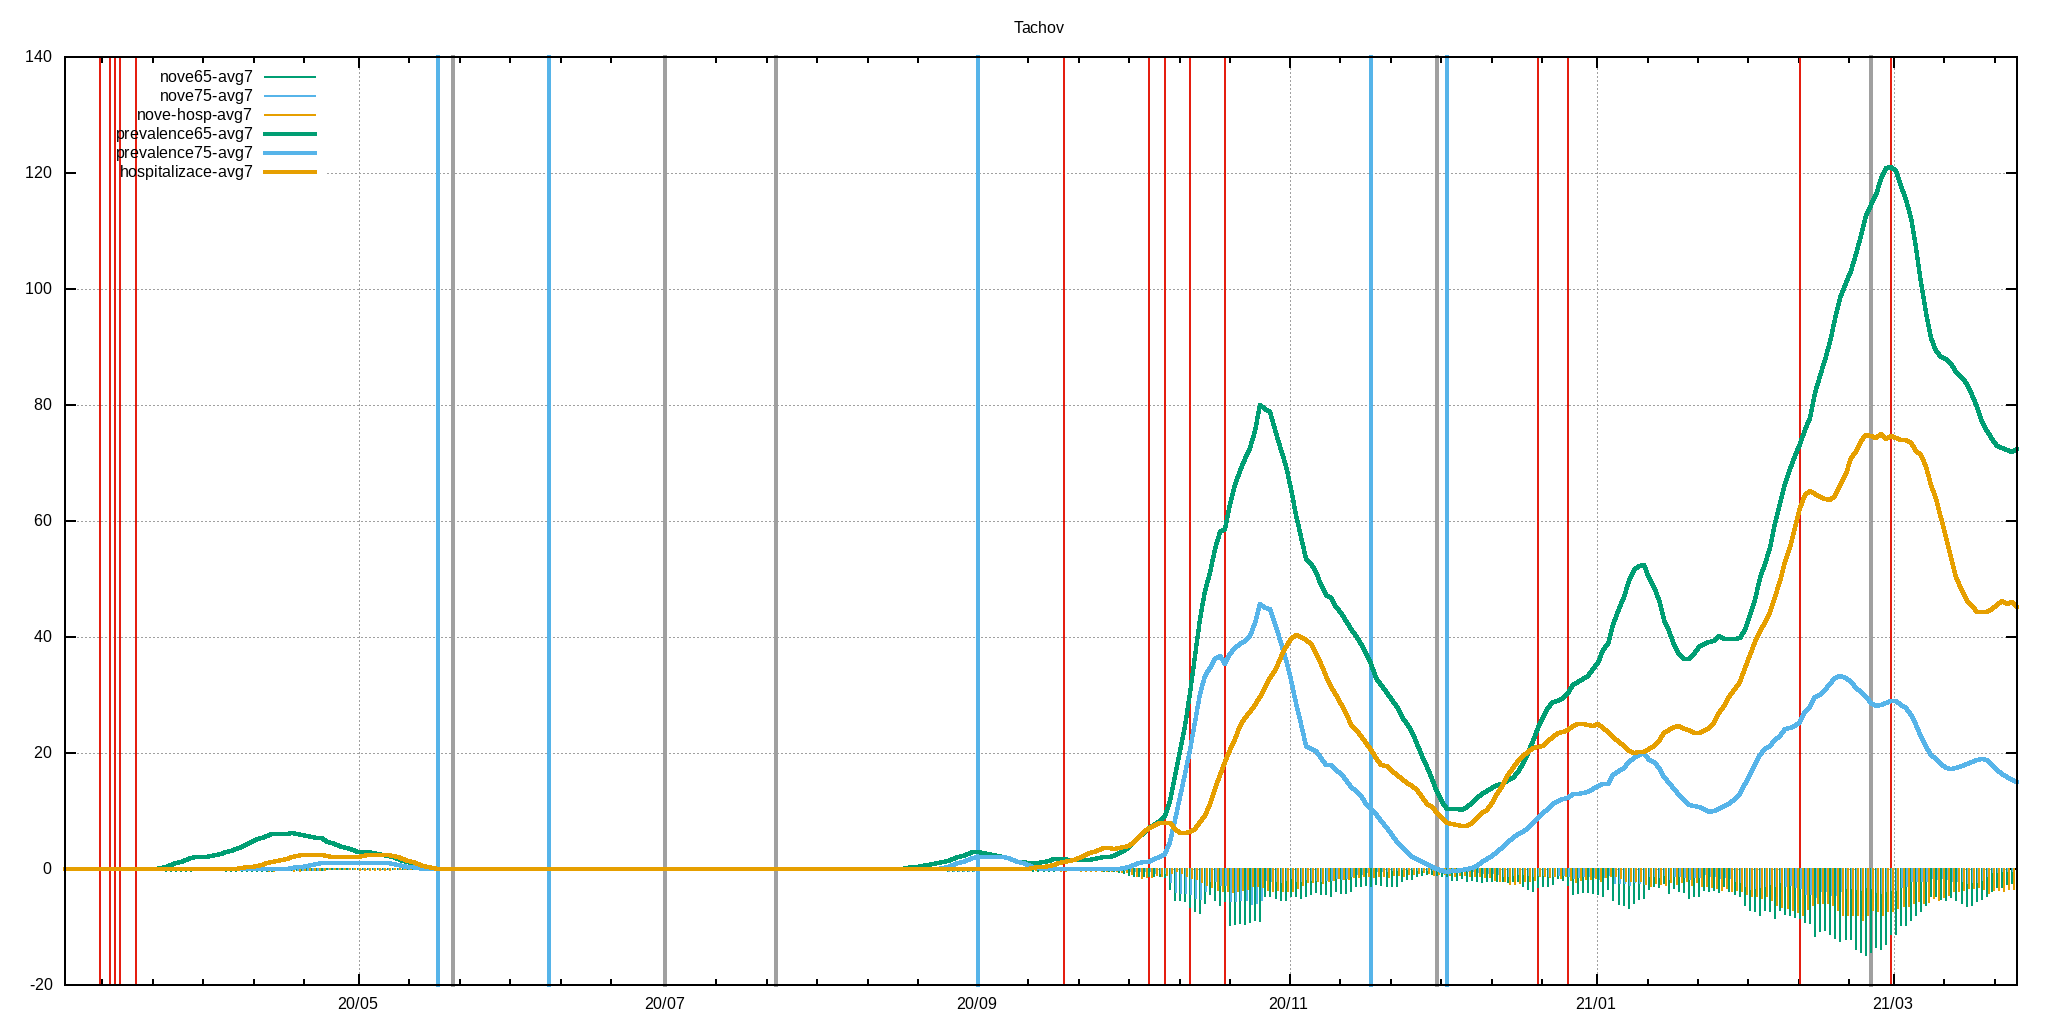 Tachov
140
120
100
80
60
40
20
0
-20
nove65-avg7
nove75-avg7
nove-hosp-avg7
prevalence65-avg7
prevalence75-avg7
hospitalizace-avg7
20/05
20/07
20/09
20/11
21/01
21/03